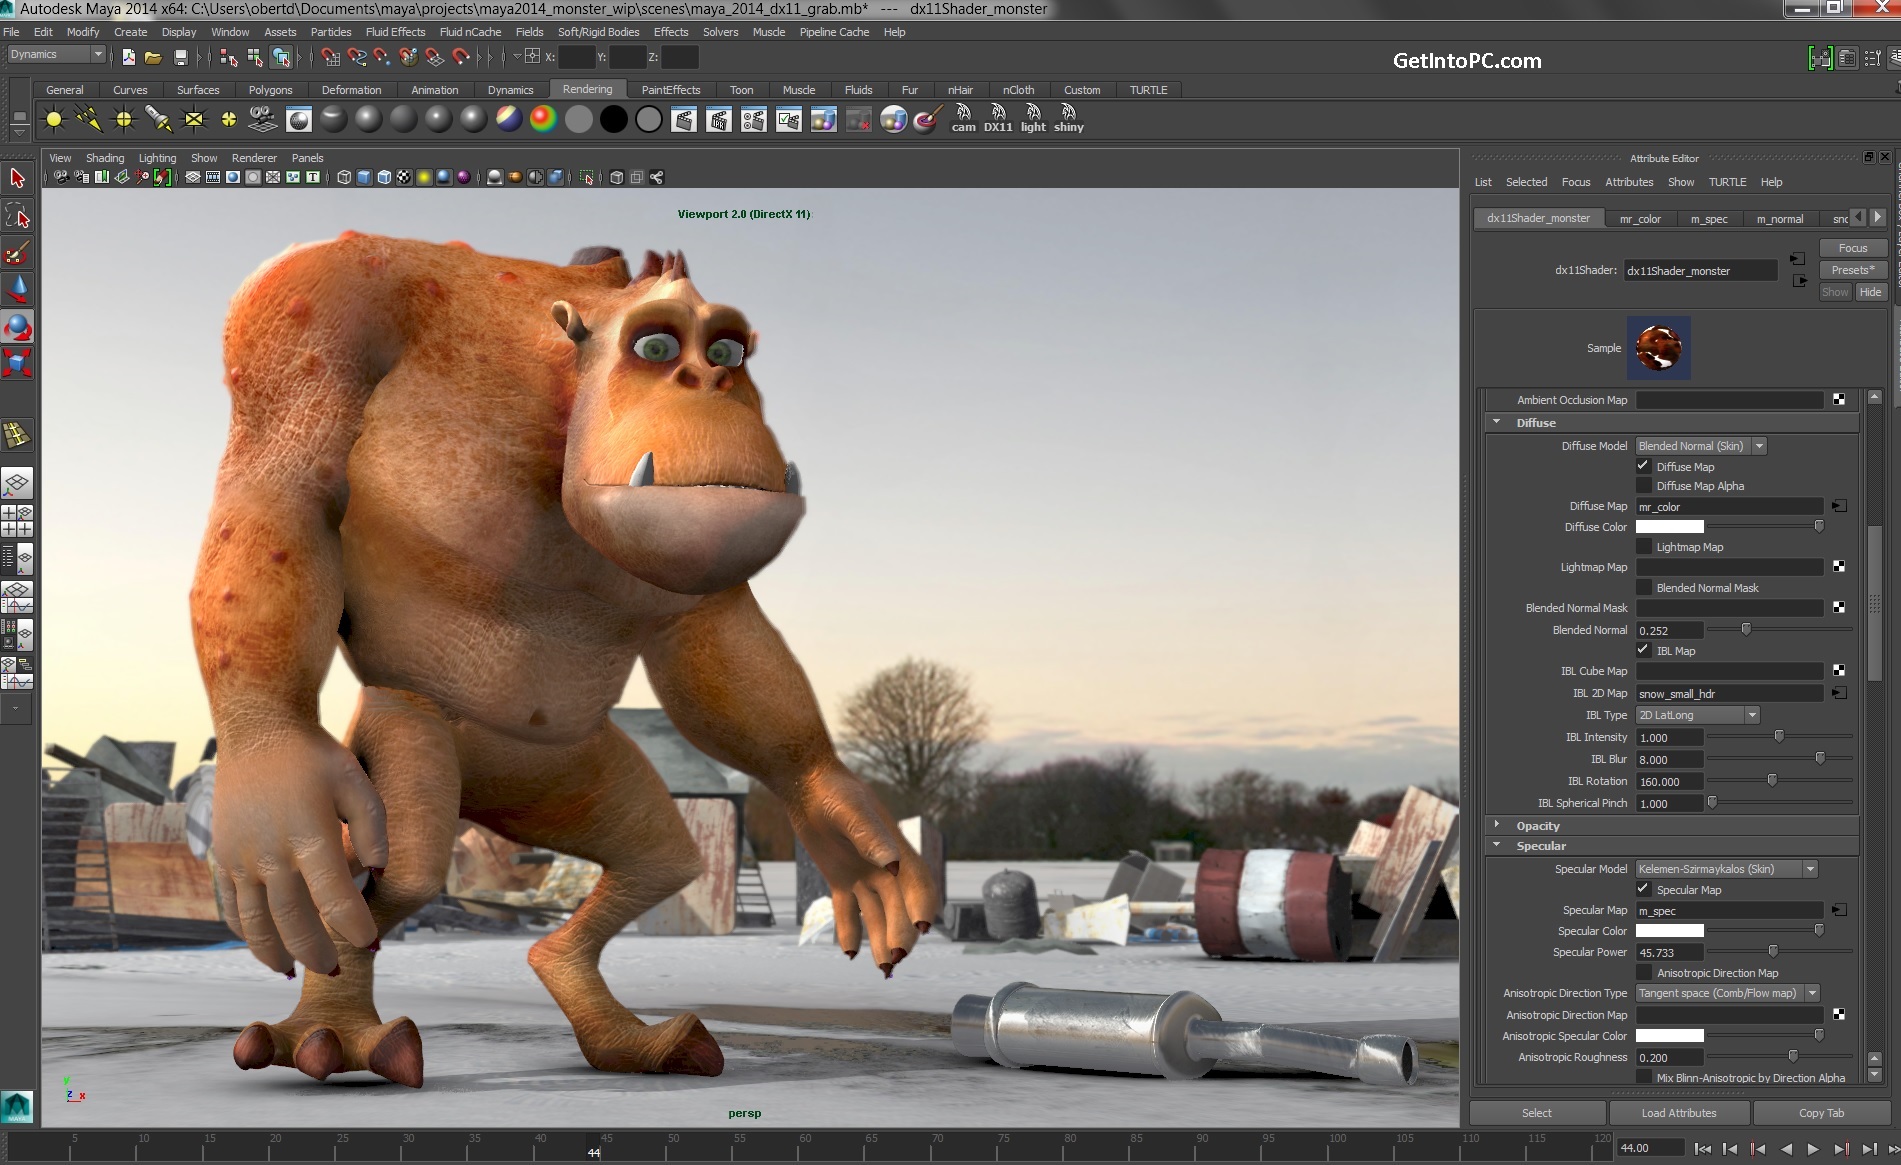 Autodesk Maya 2014 x64: C:\Users\obertd\Documents\maya\projects\maya2014_monster_wip\scenes\maya_2014_dx11_grab.mb* --- dx11Shader_monster
File Edit Modify Create Display Window Assets Particles Fluid Effects Fluid nCache Fields Soft/Rigid Bodies Effects Solvers Muscle Pipeline Cache Help
Dynamics X: Y: Z: GetIntoPC.com
General Curves Surfaces Polygons Deformation Animation Dynamics Rendering PaintEffects Toon Muscle Fluids Fur nHair nCloth Custom TURTLE
cam DX11 light shiny
View Shading Lighting Show Renderer Panels
Viewport 2.0 (DirectX 11)
persp
Attribute Editor
List Selected Focus Attributes Show TURTLE Help
dx11Shader_monster mr_color m_spec m_normal sno
Focus
dx11Shader: dx11Shader_monster
Presets*
Show Hide
Sample
Ambient Occlusion Map
Diffuse
Diffuse Model Blended Normal (Skin)
Diffuse Map
Diffuse Map Alpha
Diffuse Map mr_color
Diffuse Color
Lightmap Map
Lightmap Map
Blended Normal Mask
Blended Normal Mask
Blended Normal 0.252
IBL Map
IBL Cube Map
IBL 2D Map snow_small_hdr
IBL Type 2D LatLong
IBL Intensity 1.000
IBL Blur 8.000
IBL Rotation 160.000
IBL Spherical Pinch 1.000
Opacity
Specular
Specular Model Kelemen-Szirmaykalos (Skin)
Specular Map
Specular Map m_spec
Specular Color
Specular Power 45.733
Anisotropic Direction Map
Anisotropic Direction Type Tangent space (Comb/Flow map)
Anisotropic Direction Map
Anisotropic Specular Color
Anisotropic Roughness 0.200
Mix Blinn-Anisotropic by Direction Alpha
Select Load Attributes Copy Tab
y z x
MAYA
5 10 15 20 25 30 35 40 45 50 55 60 65 70 75 80 85 90 95 100 105 110 115 120
44
44.00